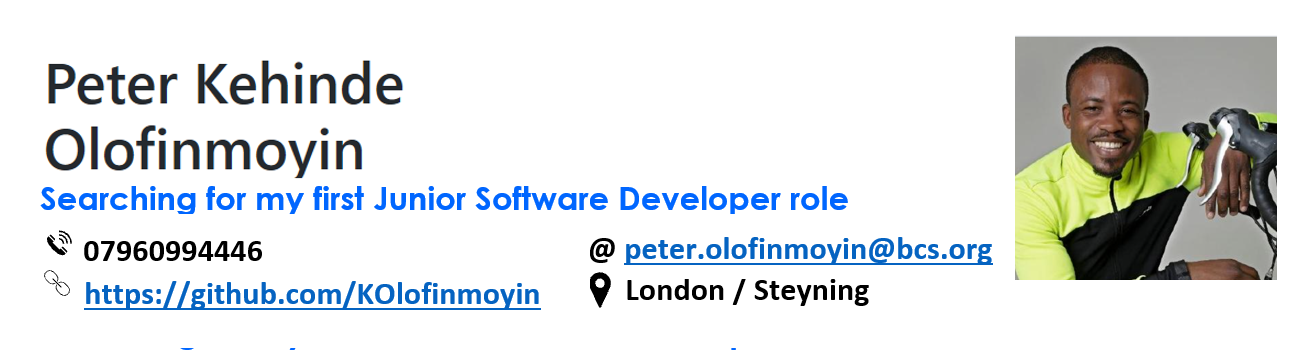 Peter Kehinde
Olofinmoyin
Searching for my first Junior Software Developer role
07960994446
@ peter.olofinmoyin@bcs.org
https://github.com/KOlofinmoyin
London / Steyning